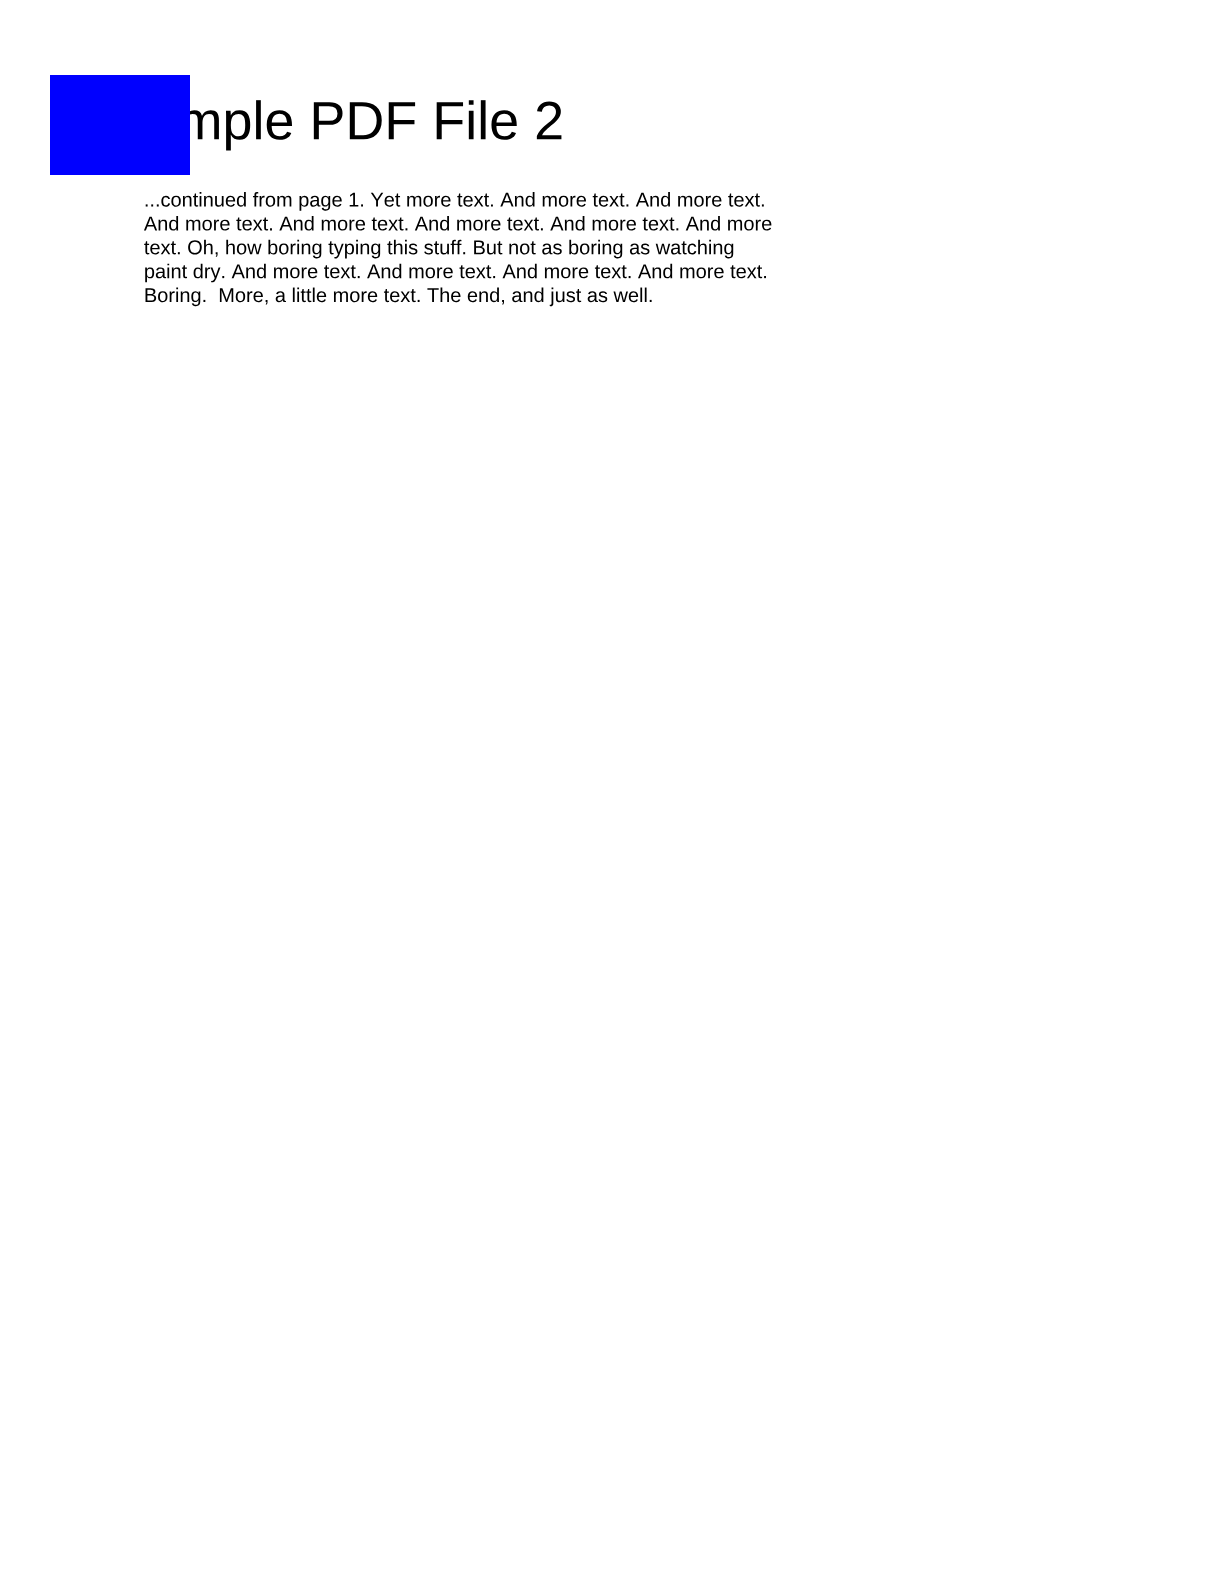 mple PDF File 2
...continued from page 1. Yet more text. And more text. And more text.
And more text. And more text. And more text. And more text. And more
text. Oh, how boring typing this stuff. But not as boring as watching
paint dry. And more text. And more text. And more text. And more text.
Boring.  More, a little more text. The end, and just as well.